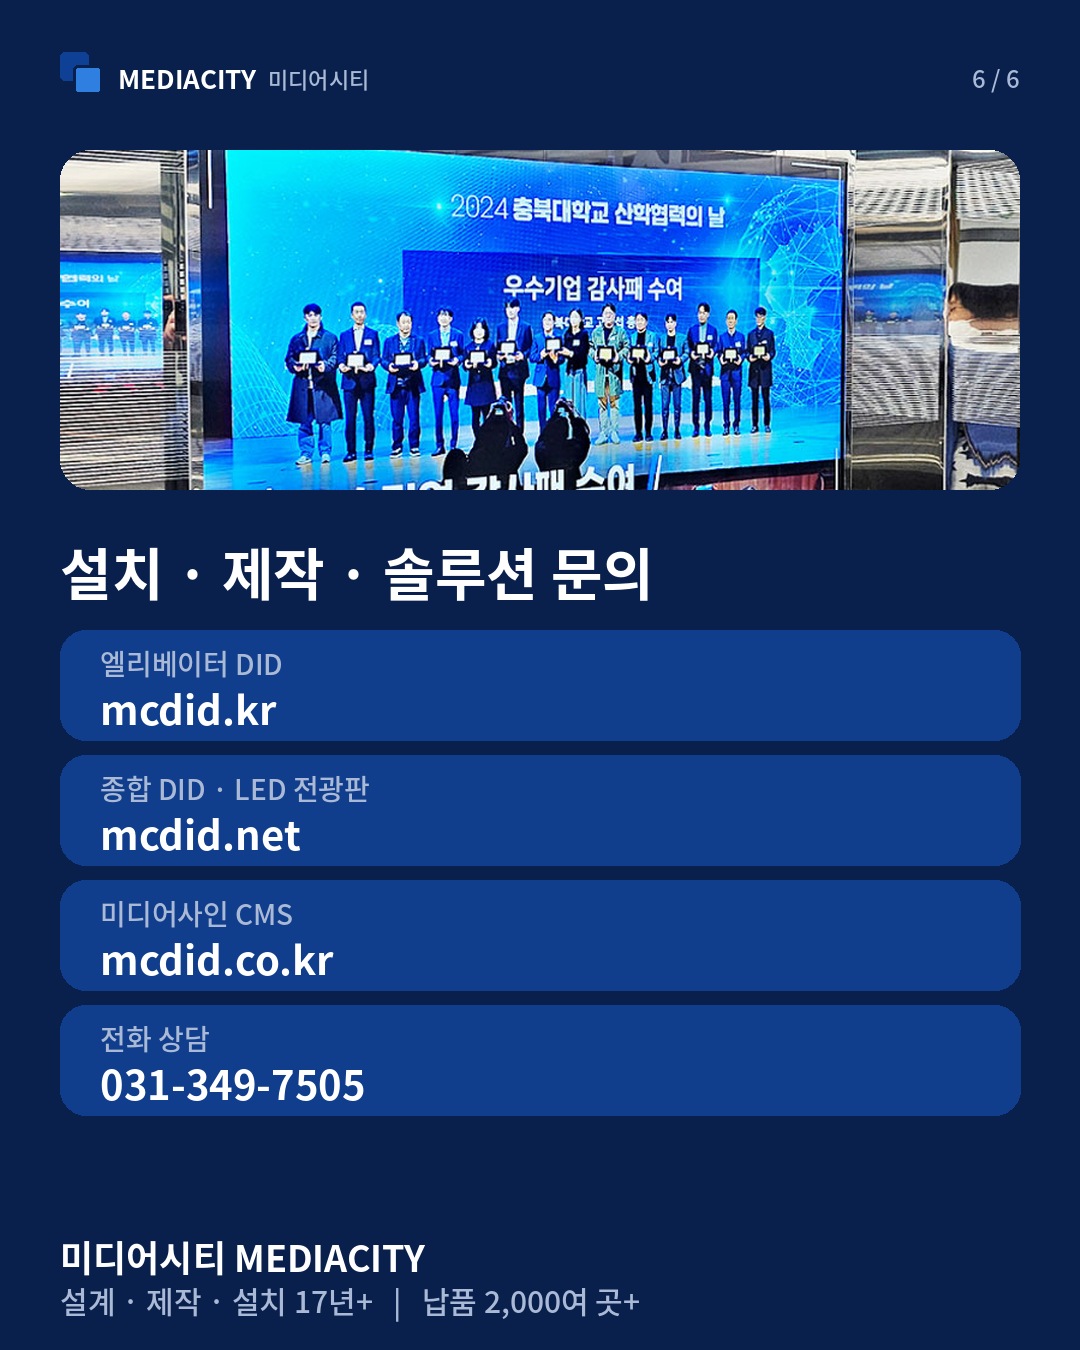 MEDIACITY 미디어시티
6 / 6
2024 충북대학교 산학협력의 날
우수기업 감사패 수여
설치 · 제작 · 솔루션 문의
엘리베이터 DID
mcdid.kr
종합 DID · LED 전광판
mcdid.net
미디어사인 CMS
mcdid.co.kr
전화 상담
031-349-7505
미디어시티 MEDIACITY
설계 · 제작 · 설치 17년+ | 납품 2,000여 곳+